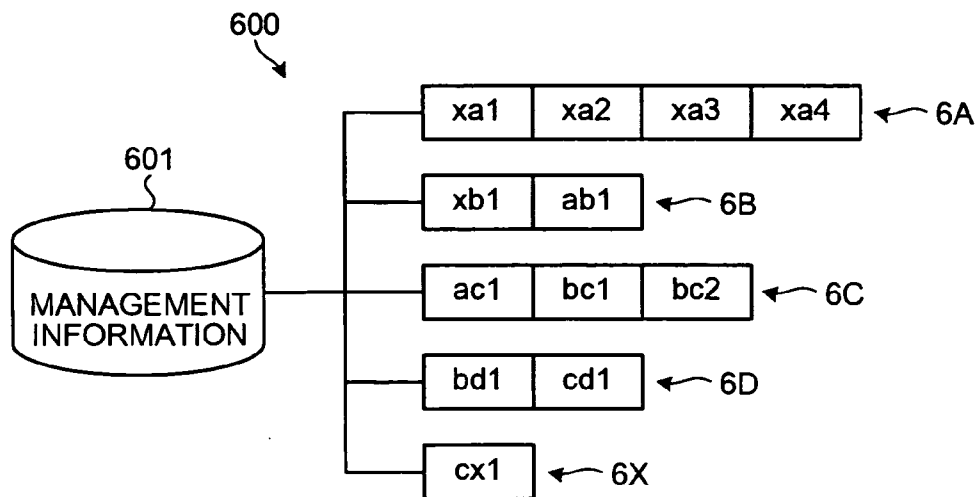 600
xa1 xa2 xa3 xa4 6A
601
xb1 ab1 6B
MANAGEMENT
INFORMATION
ac1 bc1 bc2 6C
bd1 cd1 6D
cx1 6X